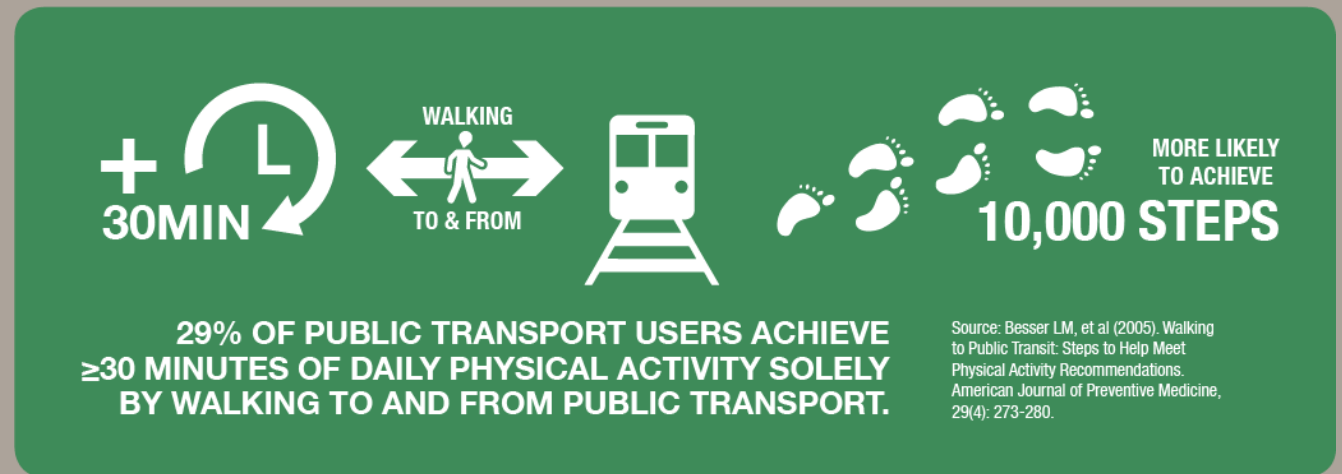 +
30MIN
WALKING
TO & FROM
MORE LIKELY
TO ACHIEVE
10,000 STEPS
29% OF PUBLIC TRANSPORT USERS ACHIEVE
≥30 MINUTES OF DAILY PHYSICAL ACTIVITY SOLELY
BY WALKING TO AND FROM PUBLIC TRANSPORT.
Source: Besser LM, et al (2005). Walking
to Public Transit: Steps to Help Meet
Physical Activity Recommendations.
American Journal of Preventive Medicine,
29(4): 273-280.